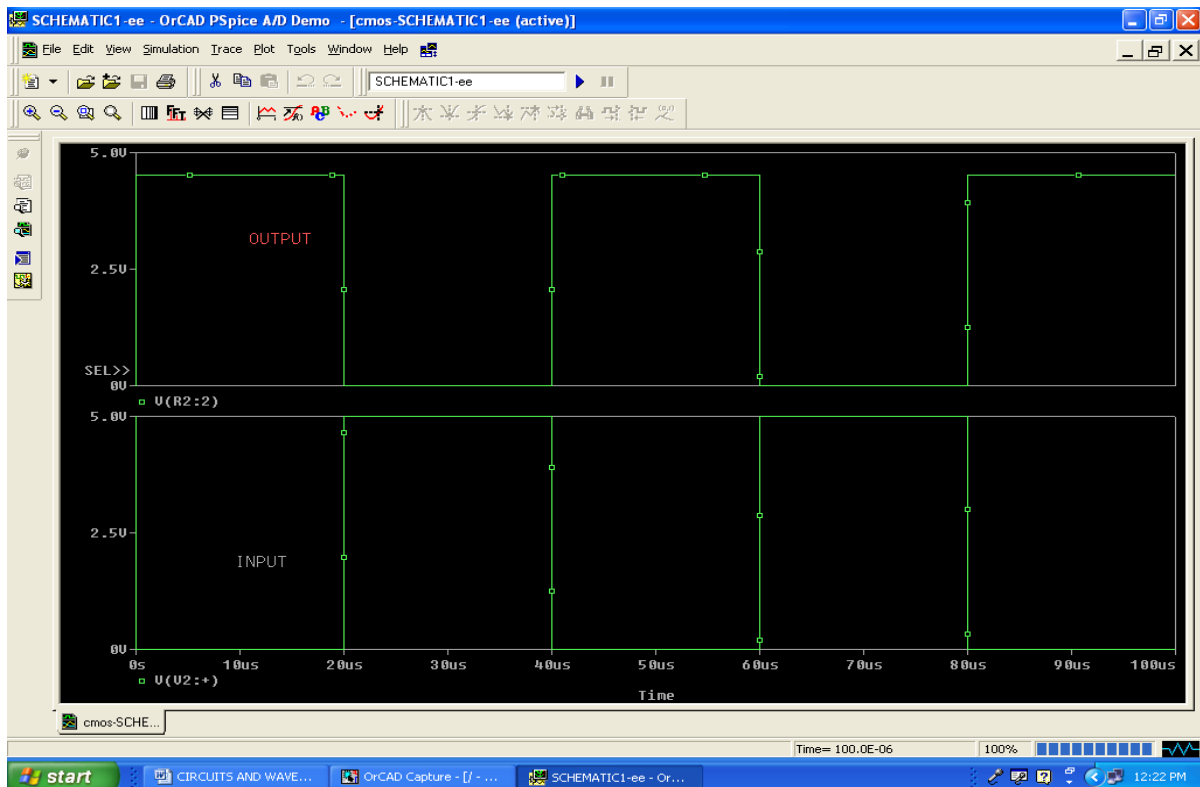 SCHEMATIC1-ee - OrCAD PSpice A/D Demo - [cmos-SCHEMATIC1-ee (active)]
File Edit View Simulation Trace Plot Tools Window Help
SCHEMATIC1-ee
FFT
5.0V
OUTPUT
2.5V
SEL>>
0V
V(R2:2)
5.0V
2.5V
INPUT
0V
0s 10us 20us 30us 40us 50us 60us 70us 80us 90us 100us
V(V2:+)
Time
cmos-SCHE...
Time= 100.0E-06 100%
start CIRCUITS AND WAVE... OrCAD Capture - [/ - ... SCHEMATIC1-ee - Or... 12:22 PM